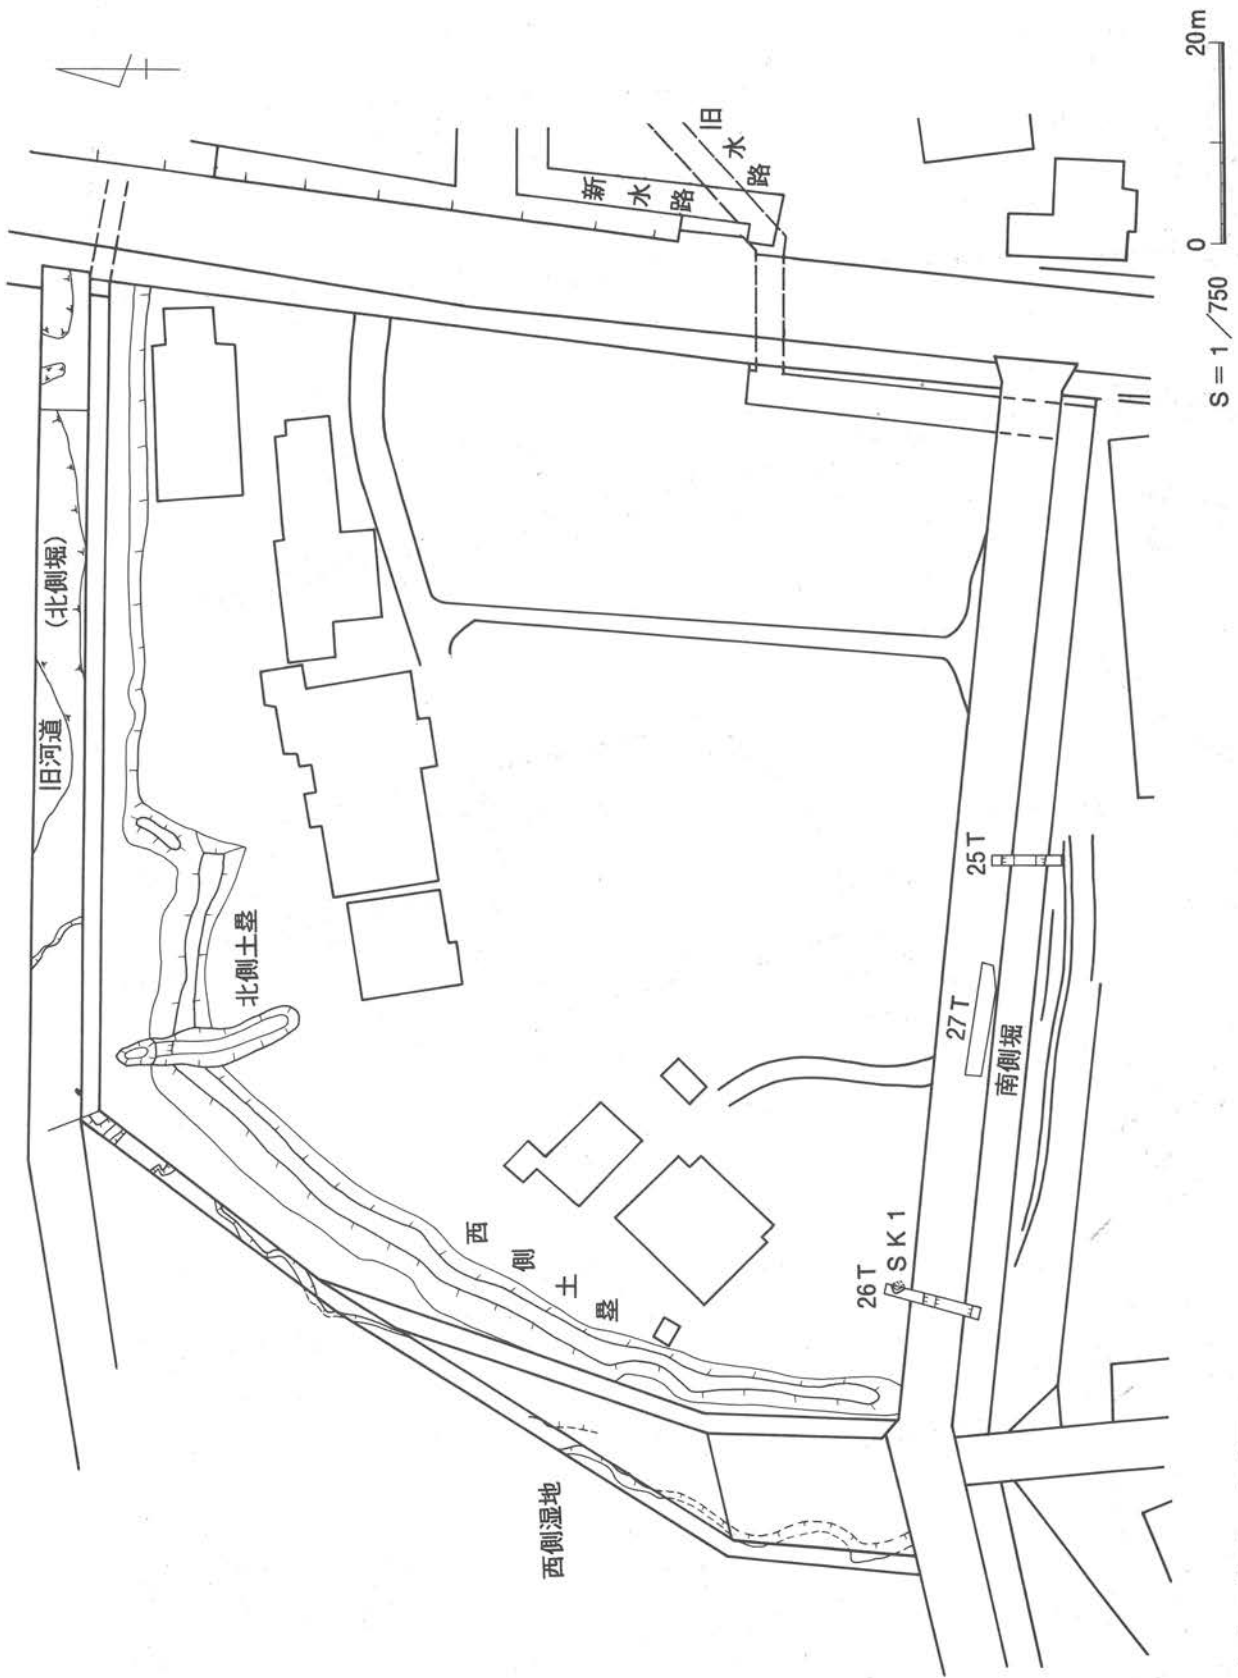 旧河道
(北側堀)
北側土塁
西側土塁
西側湿地
新水路
旧水路
25T
27T
南側堀
26T
SK1
0 20m
S=1/750